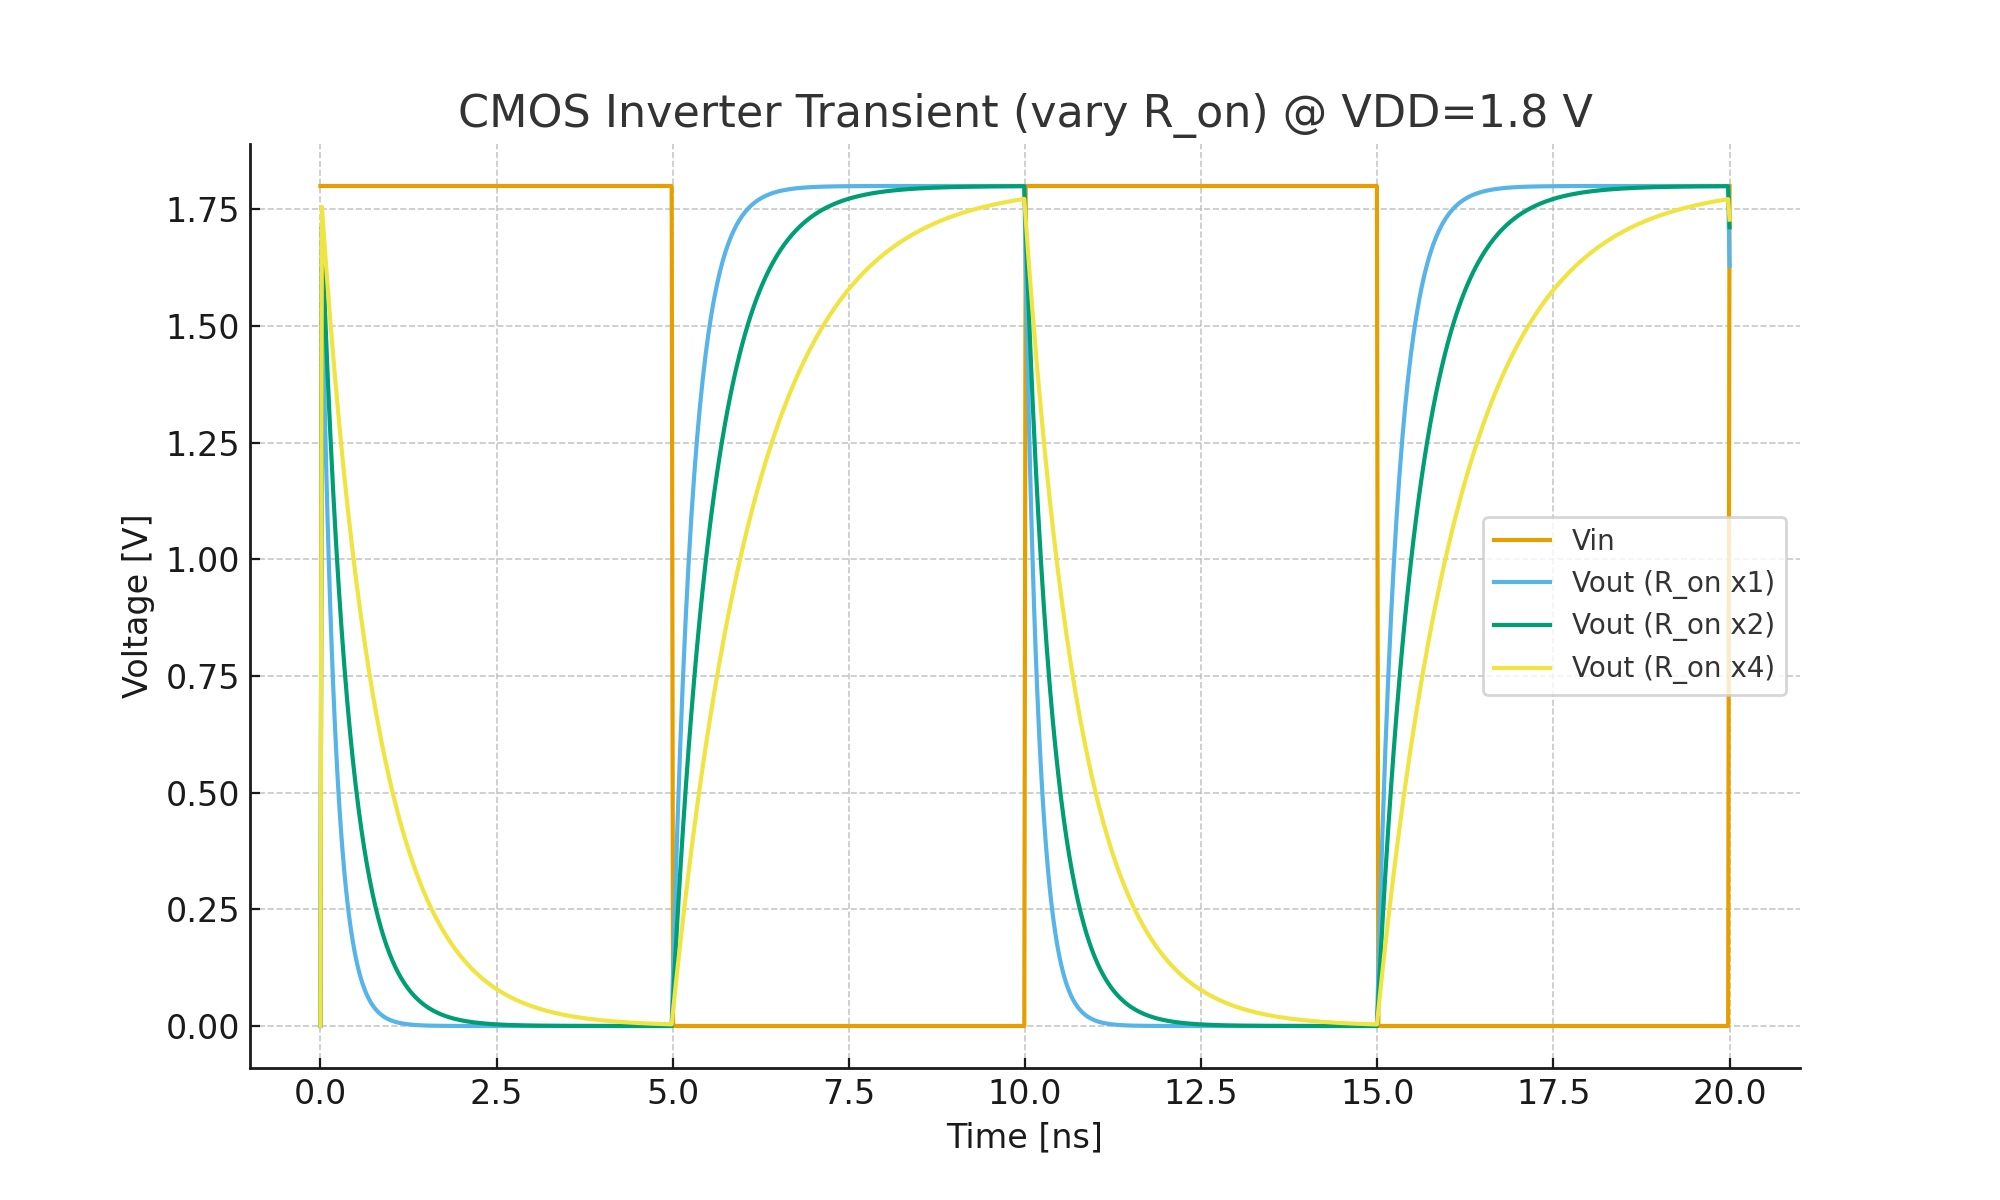 CMOS Inverter Transient (vary R_on) @ VDD=1.8 V
Voltage [V]
1.75
1.50
1.25
1.00
0.75
0.50
0.25
0.00
Vin
Vout (R_on x1)
Vout (R_on x2)
Vout (R_on x4)
0.0 2.5 5.0 7.5 10.0 12.5 15.0 17.5 20.0
Time [ns]